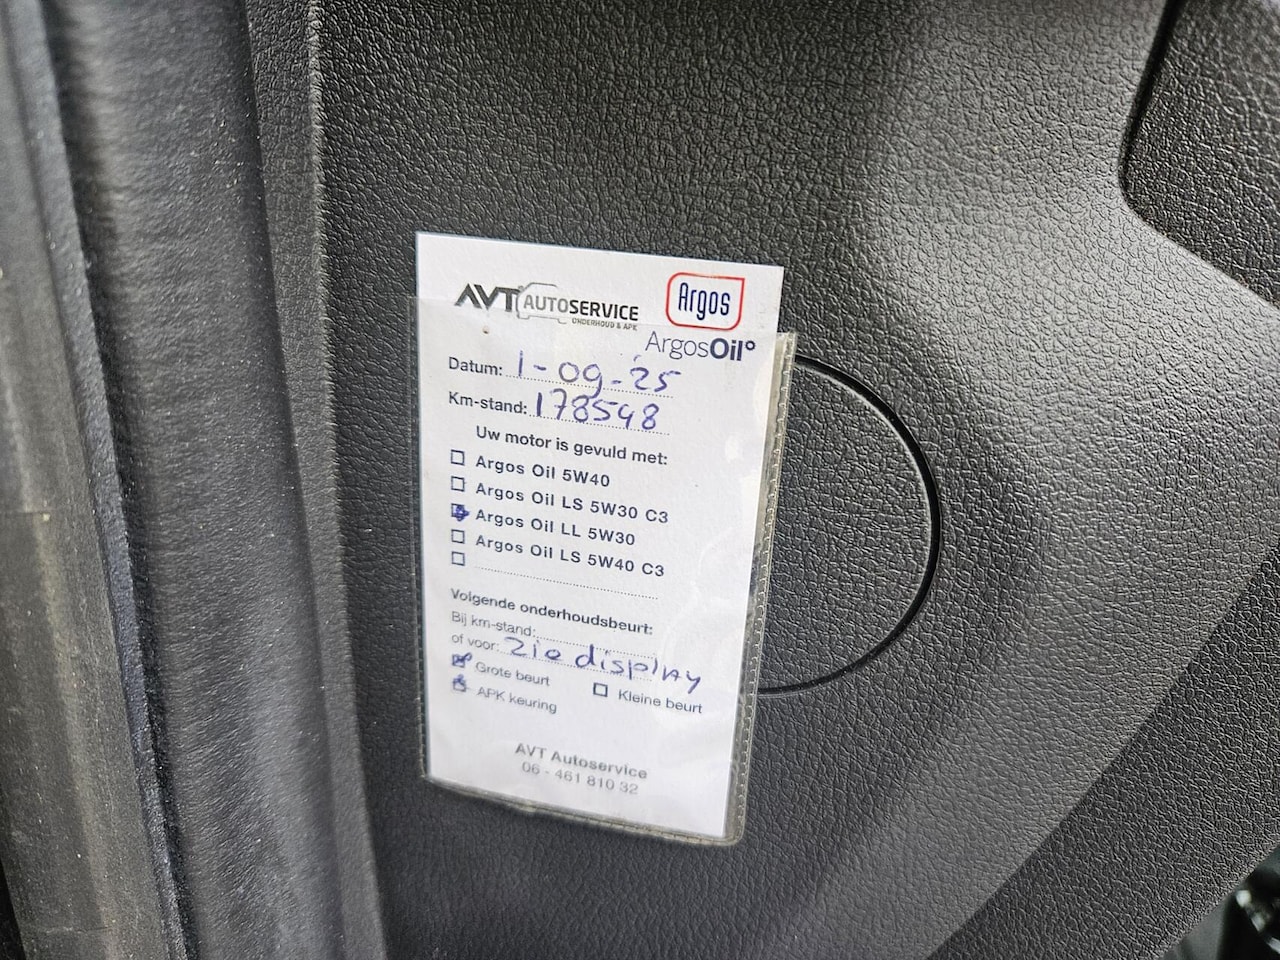 AVT AUTOSERVICE
ONDERHOUD & APK
Argos
ArgosOil°
Datum: 1-09-25
Km-stand: 178548
Uw motor is gevuld met:
Argos Oil 5W40
Argos Oil LS 5W30 C3
Argos Oil LL 5W30
Argos Oil LS 5W40 C3
Volgende onderhoudsbeurt:
Bij km-stand:
of voor: Zie display
Grote beurt Kleine beurt
APK keuring
AVT Autoservice
06 - 461 810 32